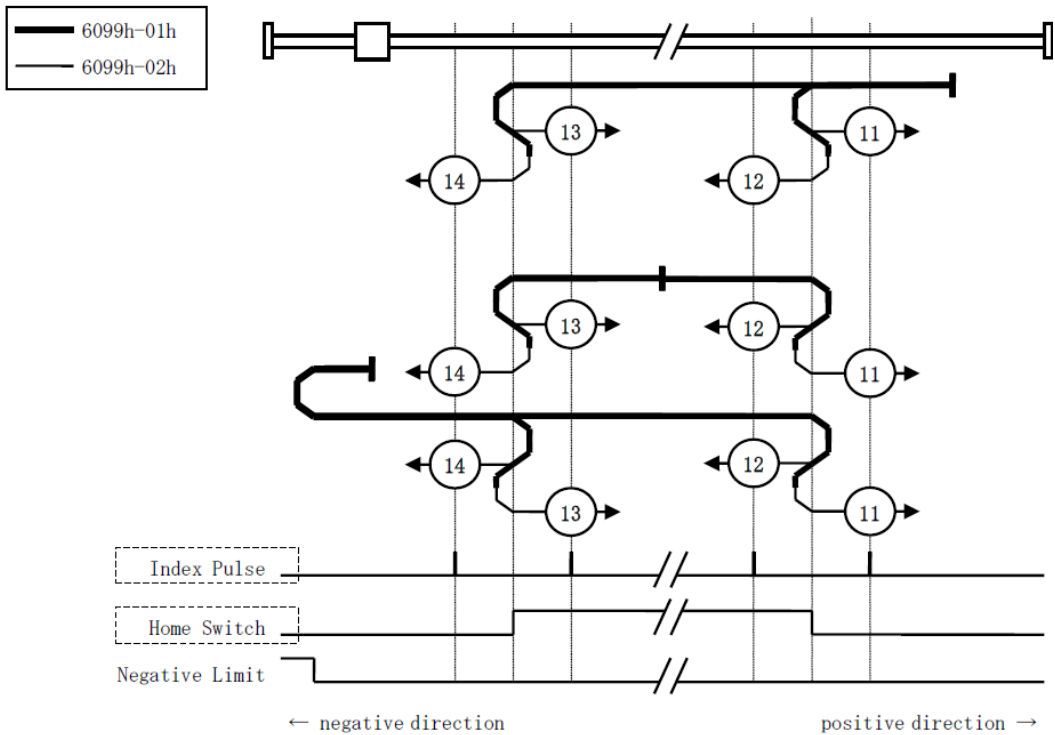 6099h-01h
6099h-02h
13
11
14
12
13
12
14
11
14
12
13
11
Index Pulse
Home Switch
Negative Limit
← negative direction
positive direction →